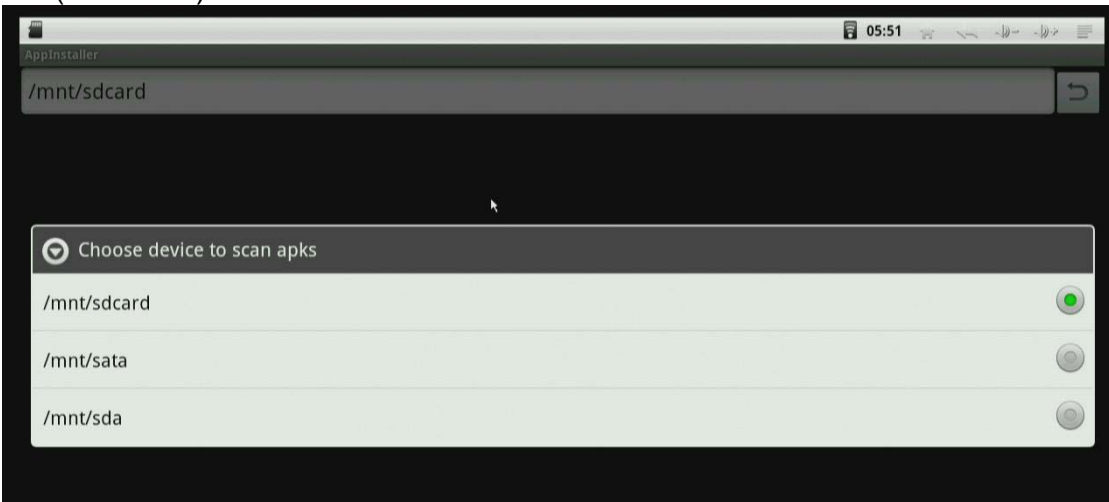 05:51
AppInstaller
/mnt/sdcard
Choose device to scan apks
/mnt/sdcard
/mnt/sata
/mnt/sda